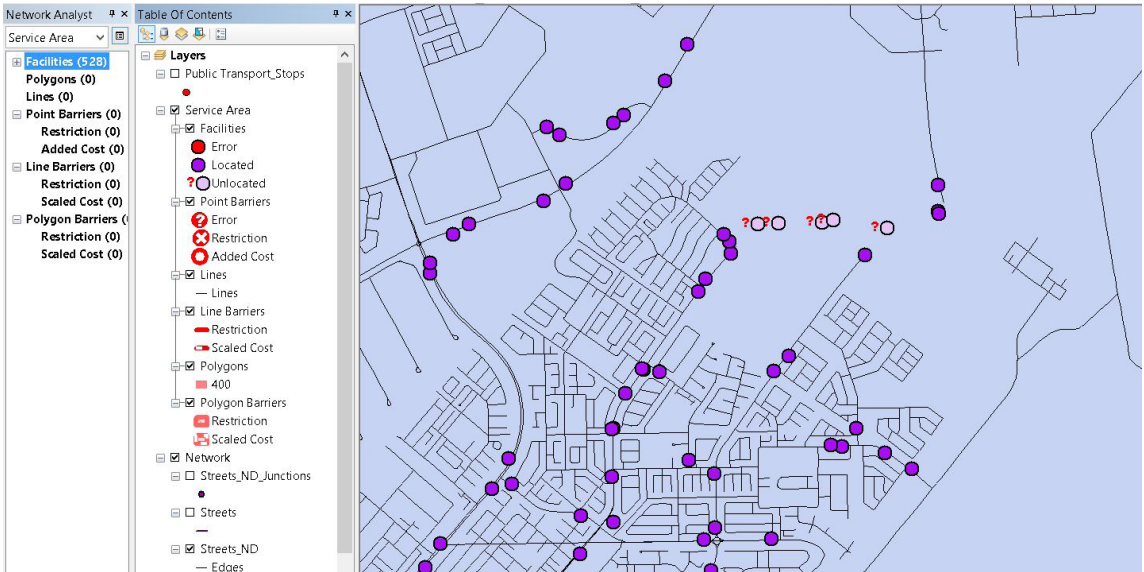 Network Analyst
Service Area
Facilities (528)
Polygons (0)
Lines (0)
Point Barriers (0)
Restriction (0)
Added Cost (0)
Line Barriers (0)
Restriction (0)
Scaled Cost (0)
Polygon Barriers (
Restriction (0)
Scaled Cost (0)
Table Of Contents
Layers
Public Transport_Stops
Service Area
Facilities
Error
Located
? Unlocated
Point Barriers
? Error
Restriction
Added Cost
Lines
Lines
Line Barriers
Restriction
Scaled Cost
Polygons
400
Polygon Barriers
Restriction
Scaled Cost
Network
Streets_ND_Junctions
Streets
Streets_ND
Edges
? ? ? ? ?